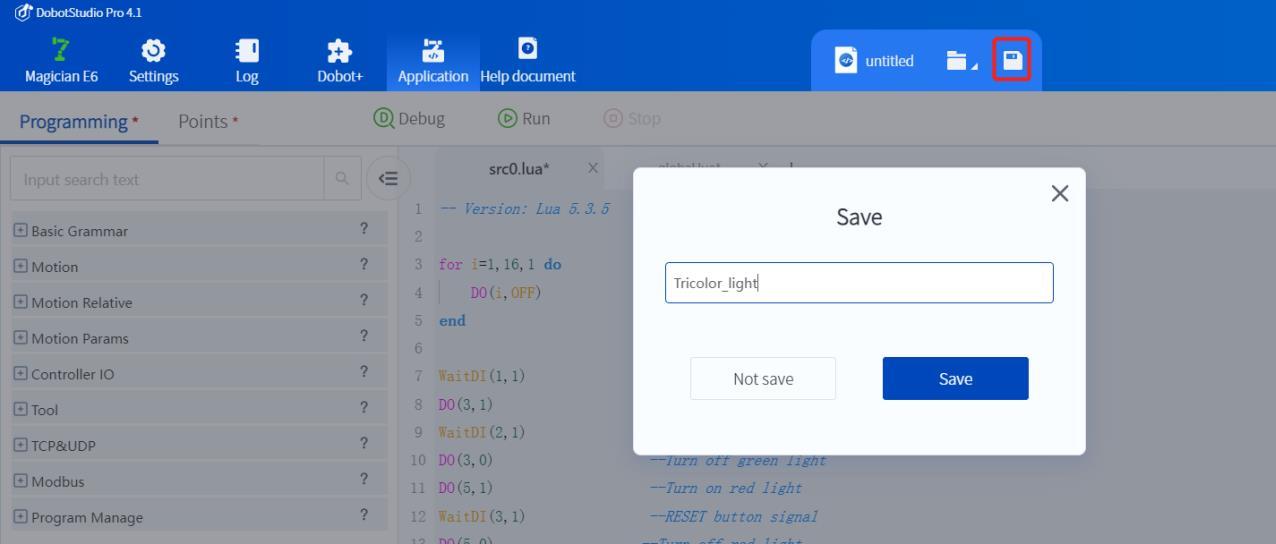 DobotStudio Pro 4.1
Magician E6
Settings
Log
Dobot+
Application
Help document
untitled
Programming *
Points *
Debug
Run
Stop
Input search text
src0.lua*
Basic Grammar ?
Motion ?
Motion Relative ?
Motion Params ?
Controller IO ?
Tool ?
TCP&UDP ?
Modbus ?
Program Manage ?
1 -- Version: Lua 5.3.5
2
3 for i=1,16,1 do
4 DO(i,OFF)
5 end
6
7 WaitDI(1,1)
8 DO(3,1)
9 WaitDI(2,1)
10 DO(3,0) --Turn off green light
11 DO(5,1) --Turn on red light
12 WaitDI(3,1) --RESET button signal
13 DO(5,0) --Turn off red light
Save
Tricolor_light
Not save
Save